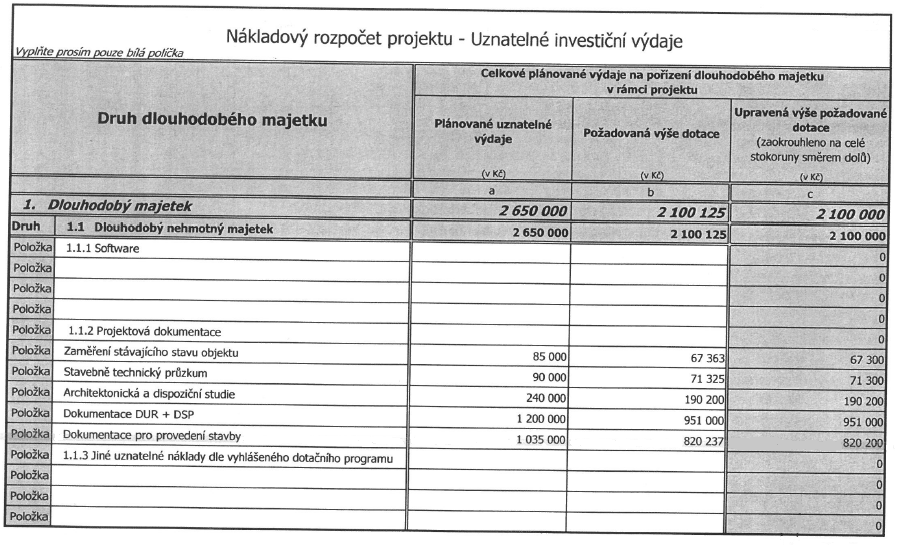 Nákladový rozpočet projektu - Uznatelné investiční výdaje
Vyplňte prosím pouze bílá políčka
Druh dlouhodobého majetku
Celkové plánované výdaje na pořízení dlouhodobého majetku
v rámci projektu
Plánované uznatelné
výdaje
(v Kč)
Požadovaná výše dotace
(v Kč)
Upravená výše požadované
dotace
(zaokrouhleno na celé
stokoruny směrem dolů)
(v Kč)
a b c
1. Dlouhodobý majetek 2 650 000 2 100 125 2 100 000
Druh 1.1 Dlouhodobý nehmotný majetek 2 650 000 2 100 125 2 100 000
Položka 1.1.1 Software 0
Položka 0
Položka 0
Položka 0
Položka 1.1.2 Projektová dokumentace 0
Položka Zaměření stávajícího stavu objektu 85 000 67 363 67 300
Položka Stavebně technický průzkum 90 000 71 325 71 300
Položka Architektonická a dispoziční studie 240 000 190 200 190 200
Položka Dokumentace DUR + DSP 1 200 000 951 000 951 000
Položka Dokumentace pro provedení stavby 1 035 000 820 237 820 200
Položka 1.1.3 Jiné uznatelné náklady dle vyhlášeného dotačního programu 0
Položka 0
Položka 0
Položka 0